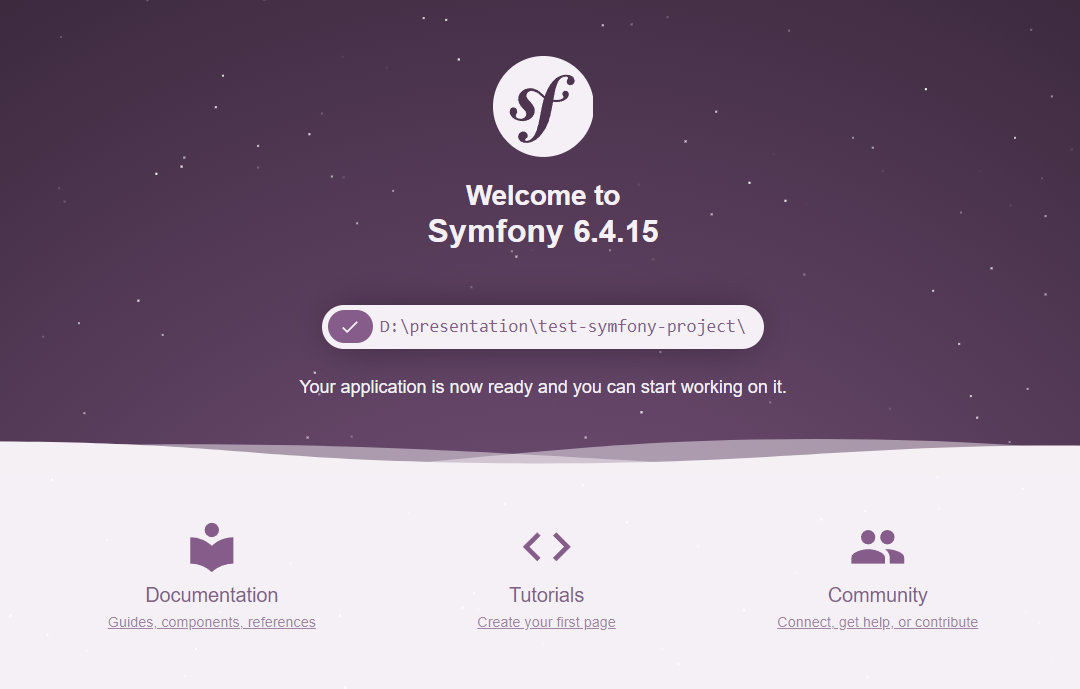 sf
Welcome to
Symfony 6.4.15
D:\presentation\test-symfony-project\
Your application is now ready and you can start working on it.
Documentation
Tutorials
Community
Guides, components, references
Create your first page
Connect, get help, or contribute